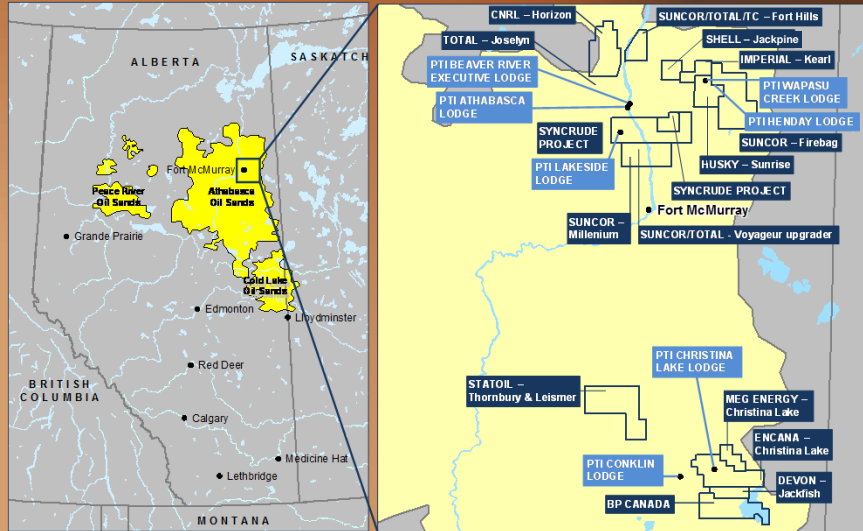 ALBERTA
SASKATCH
Fort McMurray
Peace River
Oil Sands
Athabasca
Oil Sands
Grande Prairie
Cold Lake
Oil Sands
Edmonton
Lloydminster
Red Deer
BRITISH
COLUMBIA
Calgary
Medicine Hat
Lethbridge
MONTANA
CNRL – Horizon
SUNCOR/TOTAL/TC – Fort Hills
TOTAL – Joselyn
SHELL – Jackpine
IMPERIAL – Kearl
PTI BEAVER RIVER
EXECUTIVE LODGE
PTI WAPASU
CREEK LODGE
PTI ATHABASCA
LODGE
PTI HENDAY LODGE
SYNCRUDE
PROJECT
SUNCOR – Firebag
HUSKY – Sunrise
PTI LAKESIDE
LODGE
SYNCRUDE PROJECT
Fort McMurray
SUNCOR –
Millenium
SUNCOR/TOTAL - Voyageur upgrader
PTI CHRISTINA
LAKE LODGE
STATOIL –
Thornbury & Leismer
MEG ENERGY –
Christina Lake
ENCANA –
Christina Lake
PTI CONKLIN
LODGE
DEVON –
Jackfish
BP CANADA